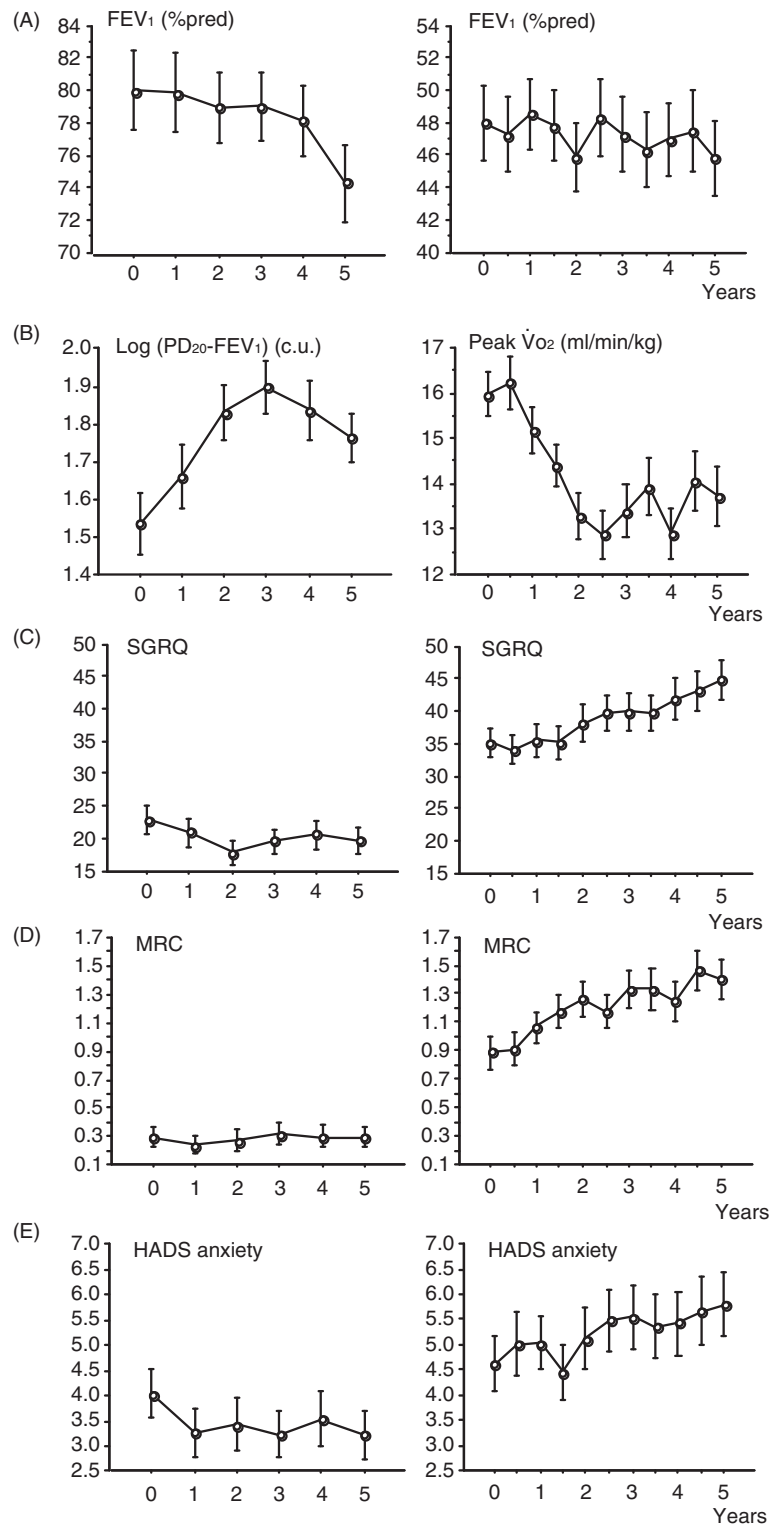 (A)
FEV₁ (%pred)
84
82
80
78
76
74
72
70
0 1 2 3 4 5
FEV₁ (%pred)
54
52
50
48
46
44
42
40
0 1 2 3 4 5
Years
(B)
Log (PD₂₀-FEV₁) (c.u.)
2.0
1.9
1.8
1.7
1.6
1.5
1.4
0 1 2 3 4 5
Peak V̇o₂ (ml/min/kg)
17
16
15
14
13
12
0 1 2 3 4 5
Years
(C)
SGRQ
50
45
40
35
30
25
20
15
0 1 2 3 4 5
SGRQ
50
45
40
35
30
25
20
15
0 1 2 3 4 5
Years
(D)
MRC
1.7
1.5
1.3
1.1
0.9
0.7
0.5
0.3
0.1
0 1 2 3 4 5
MRC
1.7
1.5
1.3
1.1
0.9
0.7
0.5
0.3
0.1
0 1 2 3 4 5
Years
(E)
HADS anxiety
7.0
6.5
6.0
5.5
5.0
4.5
4.0
3.5
3.0
2.5
0 1 2 3 4 5
HADS anxiety
7.0
6.5
6.0
5.5
5.0
4.5
4.0
3.5
3.0
2.5
0 1 2 3 4 5
Years